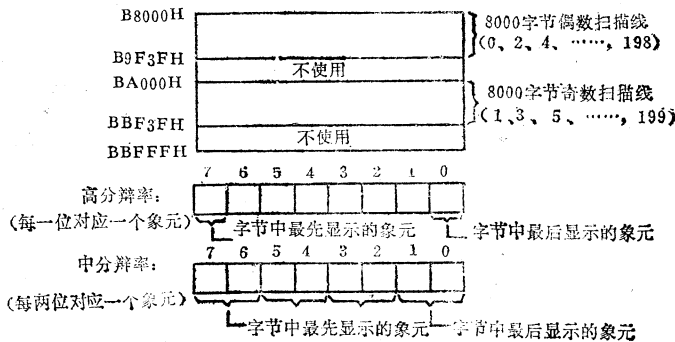 B8000H
8000字节偶数扫描线
(0、2、4、……, 198)
B9F3FH
不使用
BA000H
8000字节奇数扫描线
(1、3、5、……, 199)
BBF3FH
不使用
BBFFFH
7 6 5 4 3 2 1 0
高分辩率:
(每一位对应一个象元)
字节中最先显示的象元
字节中最后显示的象元
7 6 5 4 3 2 1 0
中分辩率:
(每两位对应一个象元)
字节中最先显示的象元
字节中最后显示的象元